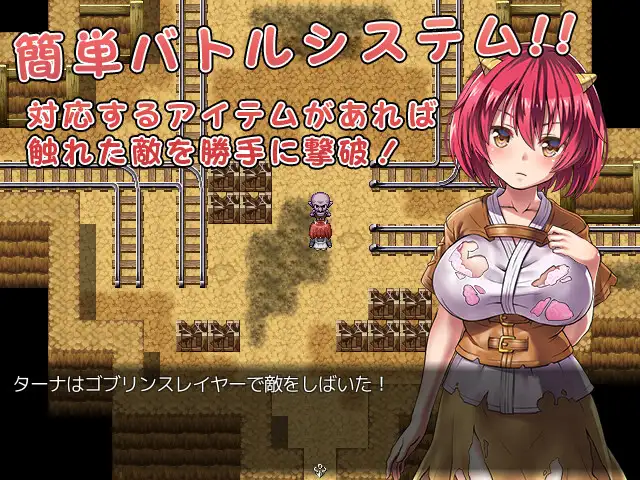 簡単バトルシステム!!
対応するアイテムがあれば
触れた敵を勝手に撃破！
ターナはゴブリンスレイヤーで敵をしばいた！